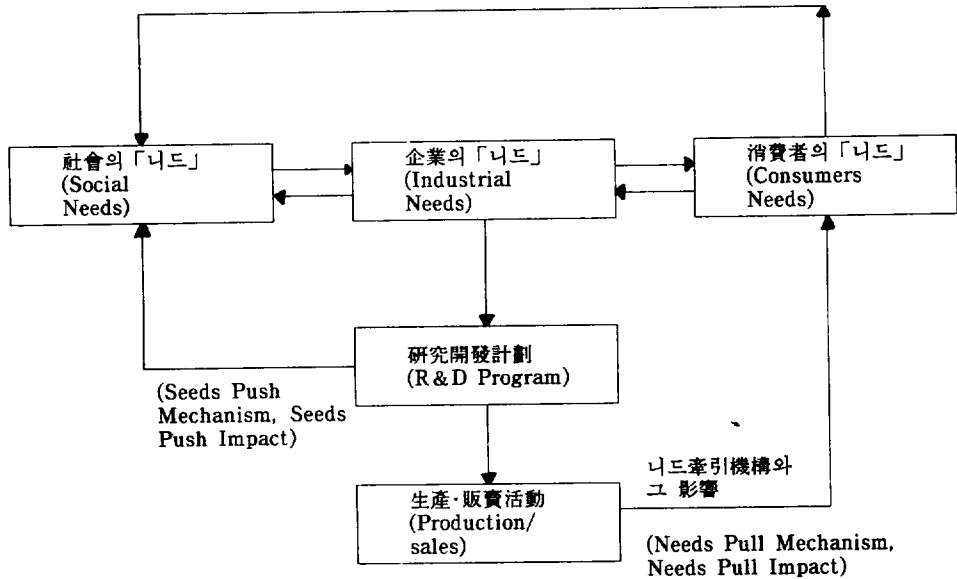 社會의「니드」
(Social
Needs)
企業의「니드」
(Industrial
Needs)
消費者의「니드」
(Consumers
Needs)
硏究開發計劃
(R&D Program)
(Seeds Push
Mechanism, Seeds
Push Impact)
生產·販賣活動
(Production/
sales)
니드牽引機構와
그 影響
(Needs Pull Mechanism,
Needs Pull Impact)